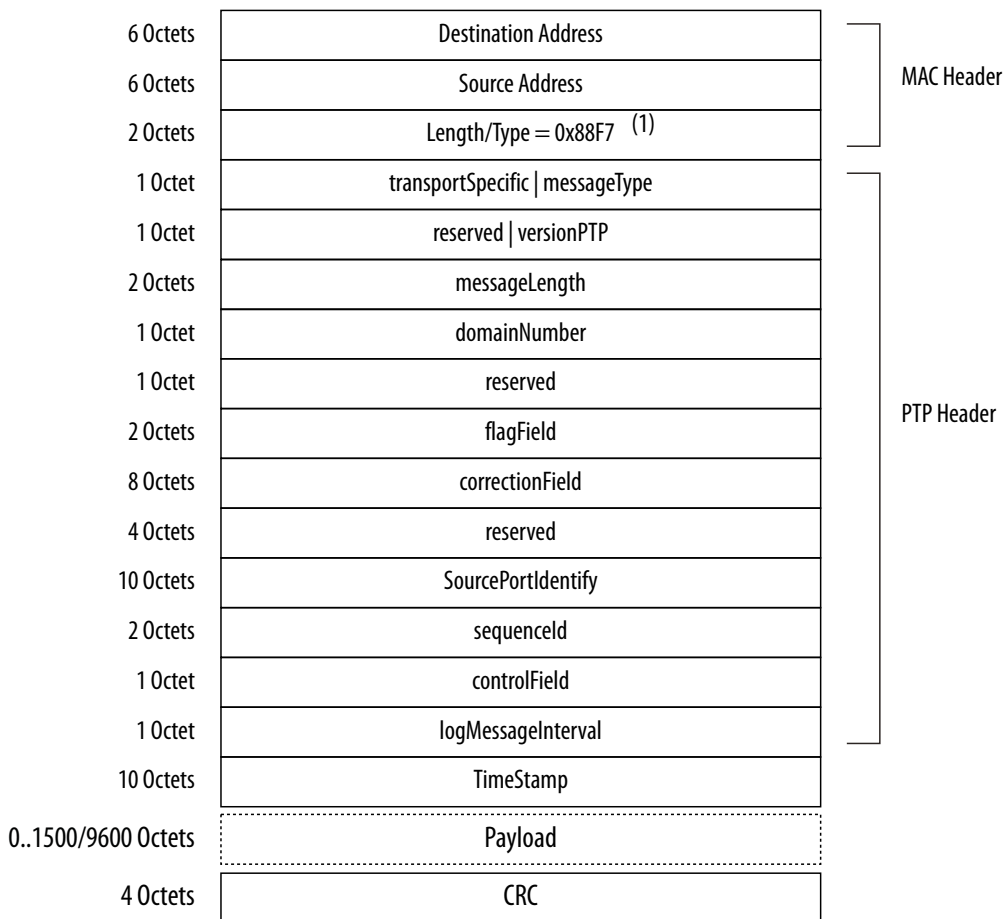 6 Octets Destination Address
6 Octets Source Address
MAC Header
2 Octets Length/Type = 0x88F7 (1)
1 Octet transportSpecific | messageType
1 Octet reserved | versionPTP
2 Octets messageLength
1 Octet domainNumber
1 Octet reserved
2 Octets flagField
PTP Header
8 Octets correctionField
4 Octets reserved
10 Octets SourcePortIdentify
2 Octets sequenceId
1 Octet controlField
1 Octet logMessageInterval
10 Octets TimeStamp
0..1500/9600 Octets Payload
4 Octets CRC